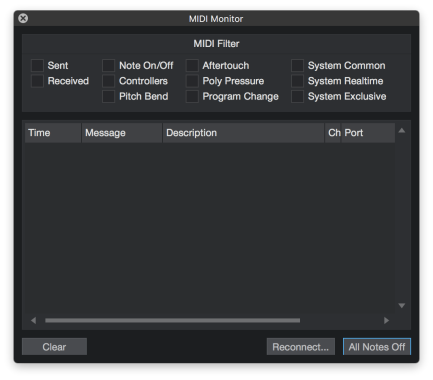 MIDI Monitor
MIDI Filter
Sent Note On/Off Aftertouch System Common
Received Controllers Poly Pressure System Realtime
Pitch Bend Program Change System Exclusive
Time Message Description Ch Port
Clear Reconnect... All Notes Off